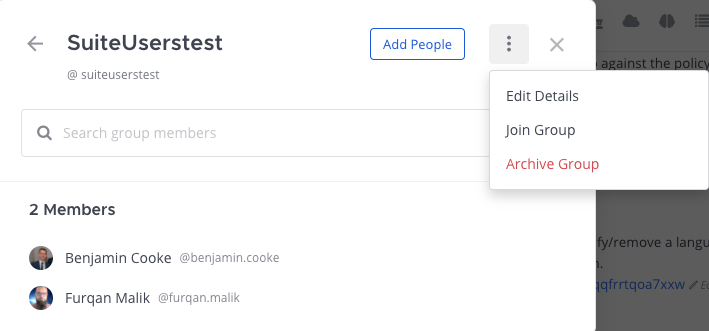 SuiteUserstest
Add People
@ suiteuserstest
against the policy
Edit Details
Search group members
Join Group
Archive Group
2 Members
Benjamin Cooke @benjamin.cooke
Furqan Malik @furqan.malik
fy/remove a langu
n.
qqfrrtqoa7xxw